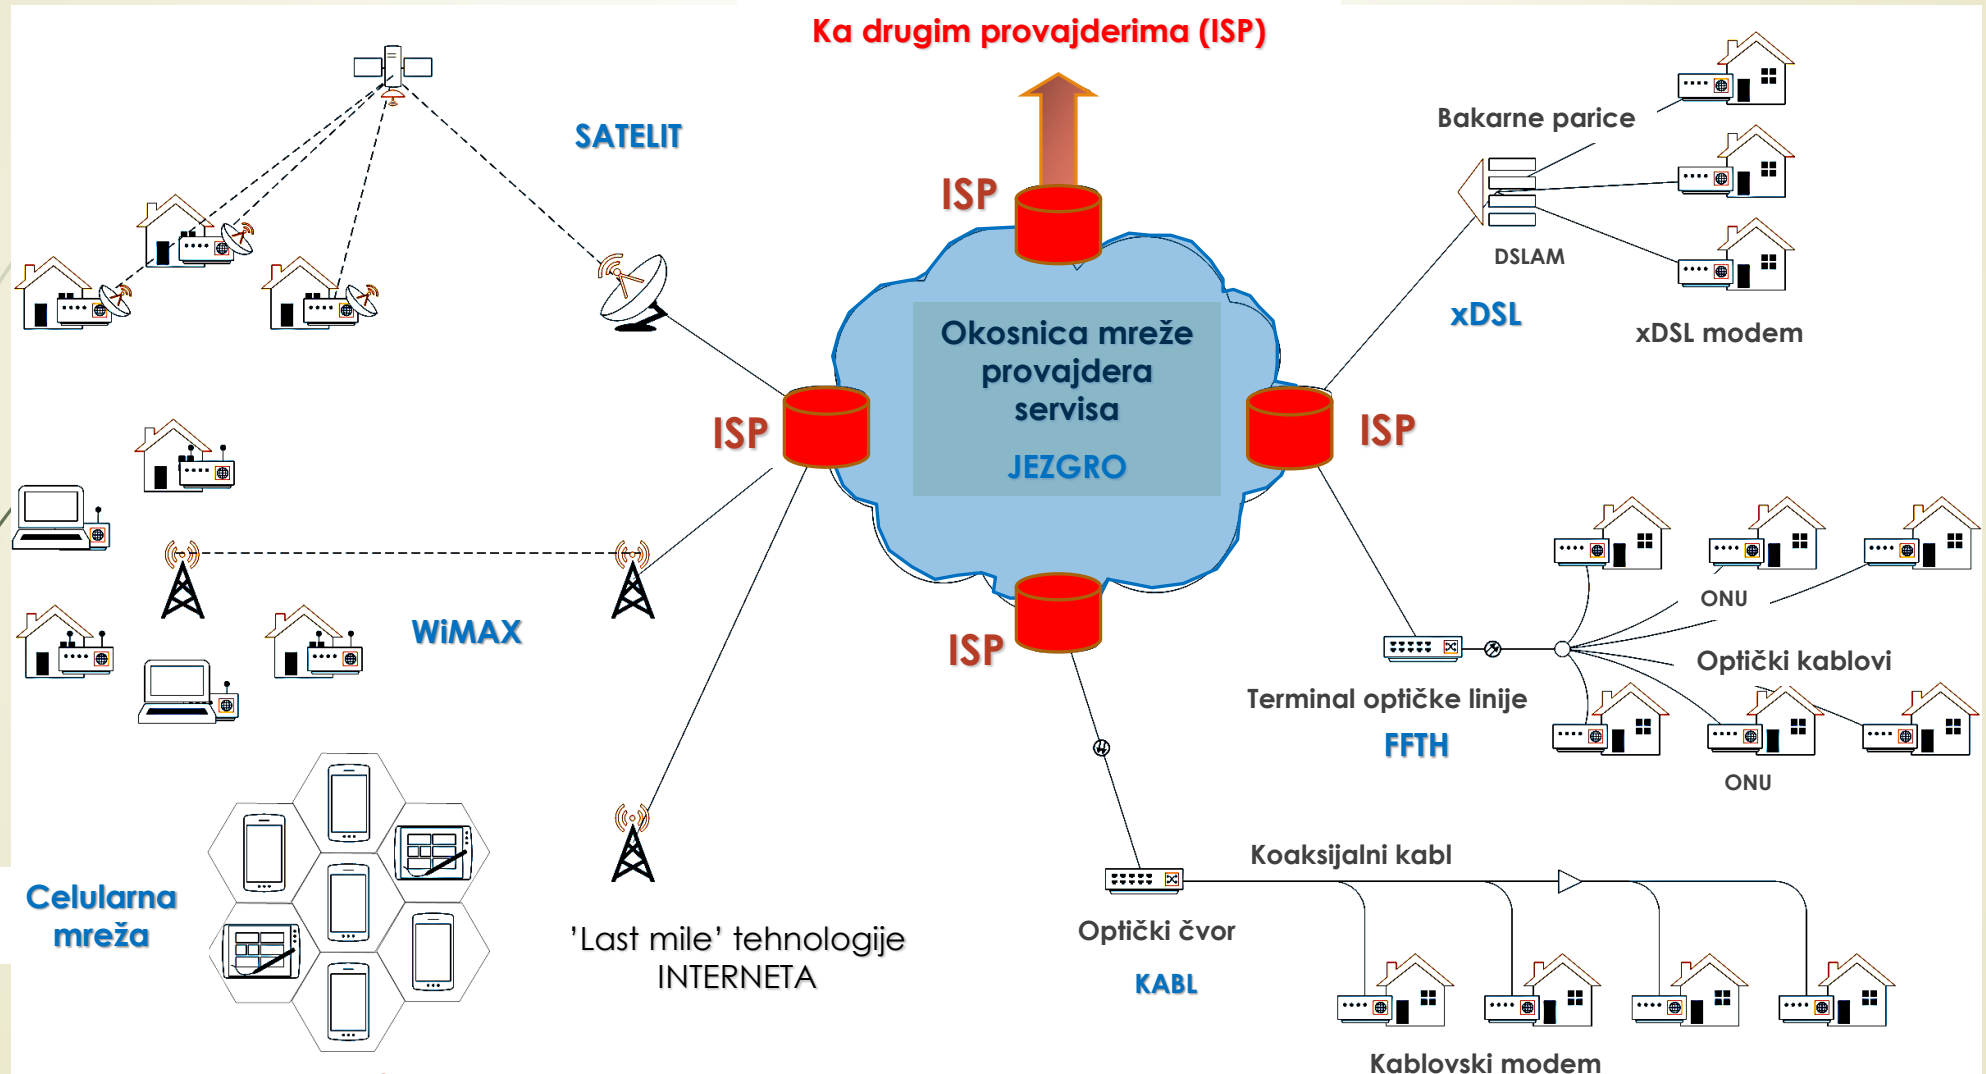 Ka drugim provajderima (ISP)
SATELIT
ISP
Bakarne parice
DSLAM
xDSL
xDSL modem
Okosnica mreže
provajdera
servisa
JEZGRO
ISP
ISP
WiMAX
ISP
ONU
Optički kablovi
Terminal optičke linije
FFTH
ONU
Celularna
mreža
'Last mile' tehnologije
INTERNETA
Koaksijalni kabl
Optički čvor
KABL
Kablovski modem